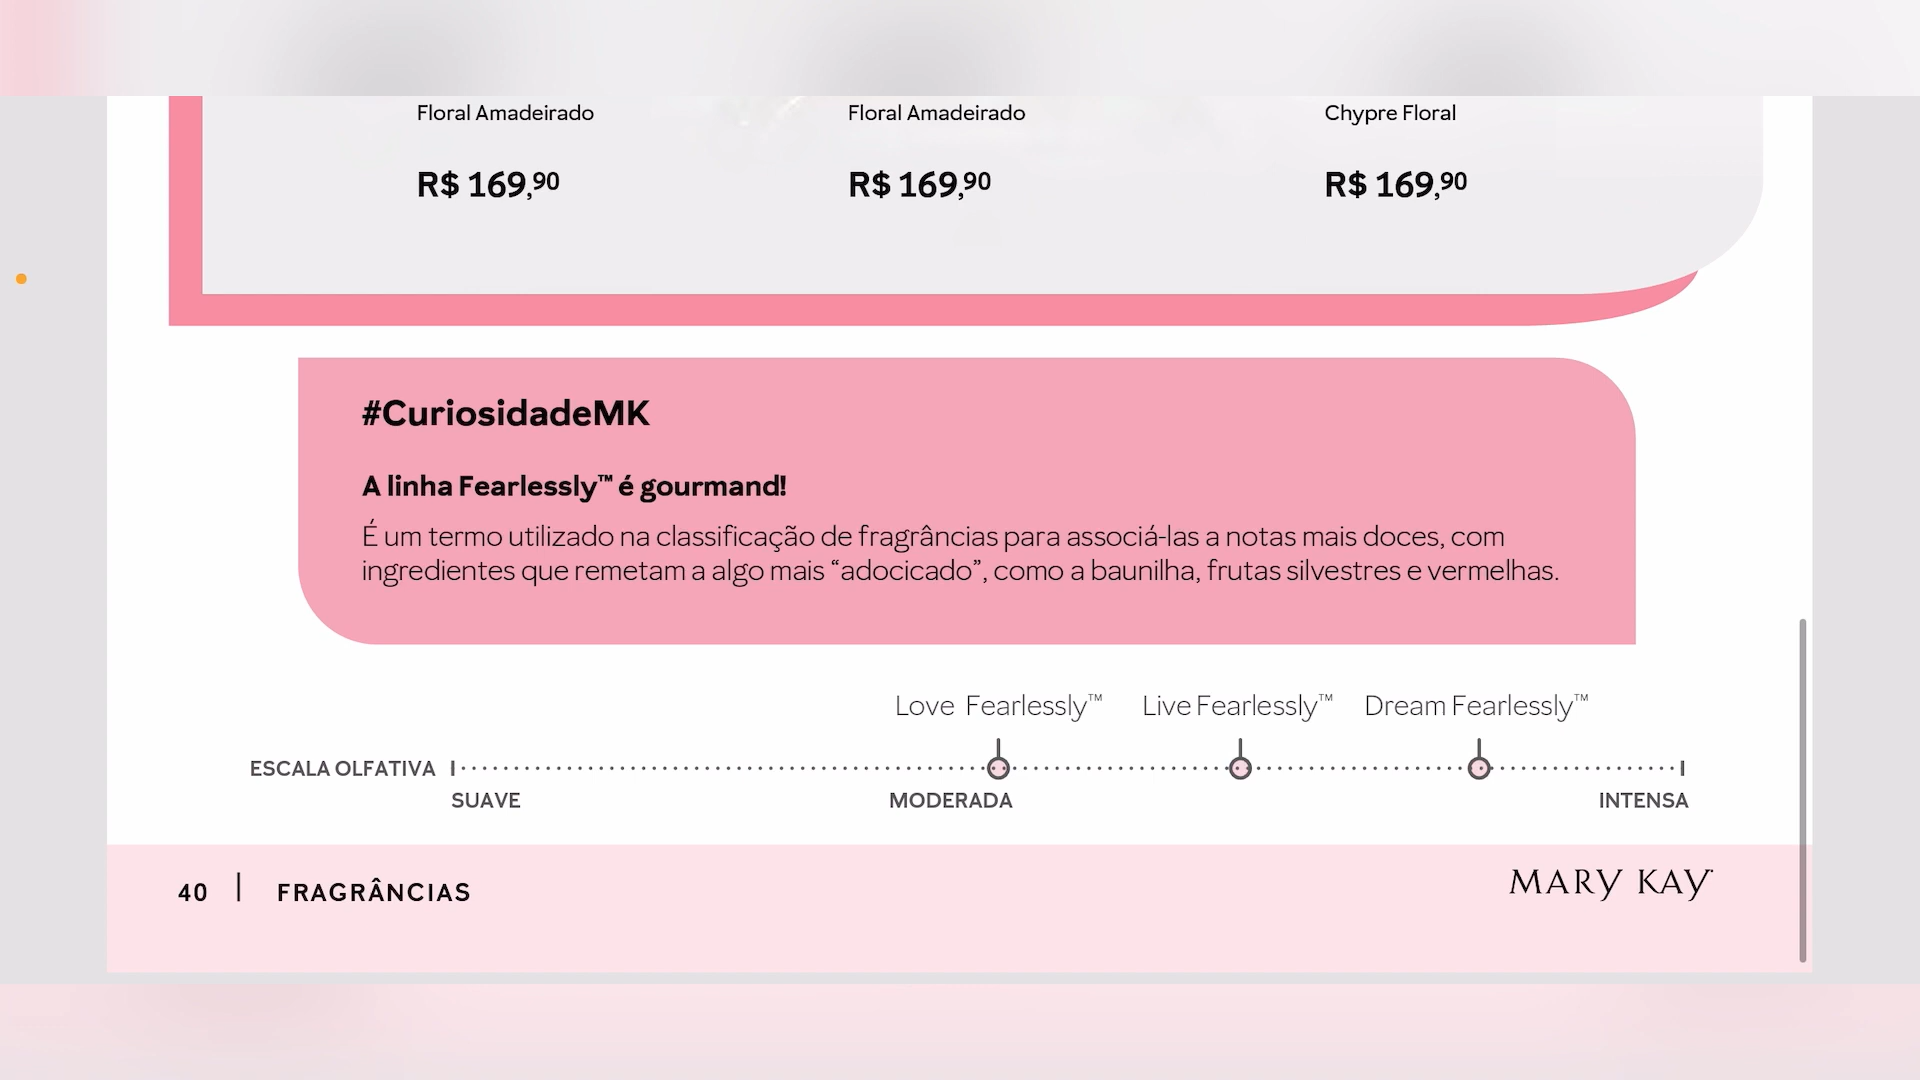 Floral Amadeirado
R$ 169,90
Floral Amadeirado
R$ 169,90
Chypre Floral
R$ 169,90
#CuriosidadeMK
A linha Fearlessly™ é gourmand!
É um termo utilizado na classificação de fragrâncias para associá-las a notas mais doces, com
ingredientes que remetam a algo mais “adocicado”, como a baunilha, frutas silvestres e vermelhas.
Love Fearlessly™
Live Fearlessly™
Dream Fearlessly™
ESCALA OLFATIVA
SUAVE
MODERADA
INTENSA
40 | FRAGRÂNCIAS
MARY KAY